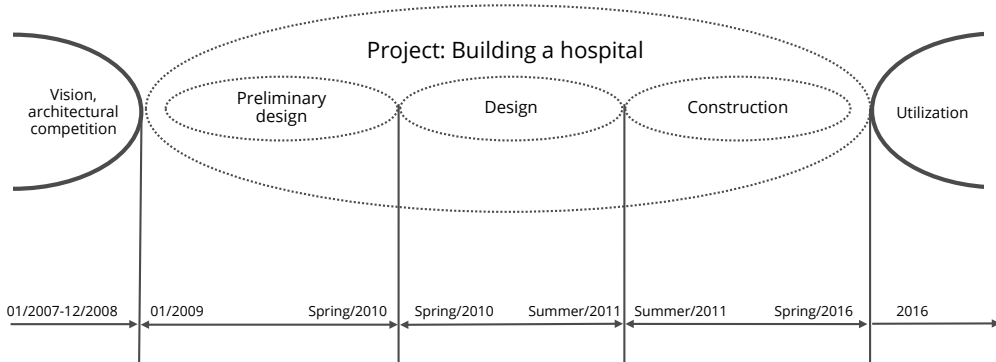 Project: Building a hospital
Vision,
architectural
competition
Preliminary
design
Design
Construction
Utilization
01/2007-12/2008
01/2009
Spring/2010
Spring/2010
Summer/2011
Summer/2011
Spring/2016
2016